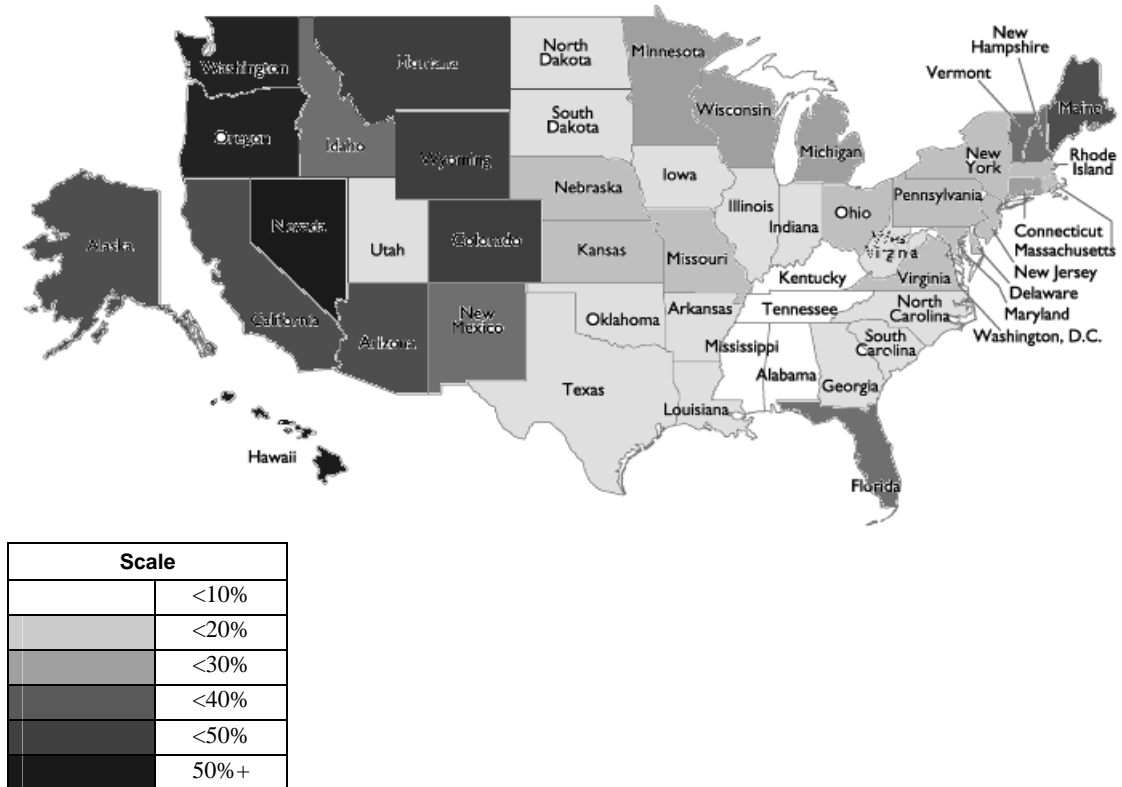 Washington
Montana
North
Dakota
Minnesota
New
Hampshire
Vermont
Maine
Oregon
Idaho
Wyoming
South
Dakota
Wisconsin
Michigan
New
York
Rhode
Island
Nebraska
Iowa
Illinois
Indiana
Ohio
Pennsylvania
Connecticut
Massachusetts
New Jersey
Delaware
Maryland
Washington, D.C.
Alaska
Nevada
Utah
Colorado
Kansas
Missouri
Kentucky
West
Virginia
Virginia
California
Arizona
New
Mexico
Oklahoma
Arkansas
Tennessee
North
Carolina
South
Carolina
Mississippi
Alabama
Georgia
Texas
Louisiana
Florida
Hawaii
Scale
<10%
<20%
<30%
<40%
<50%
50%+